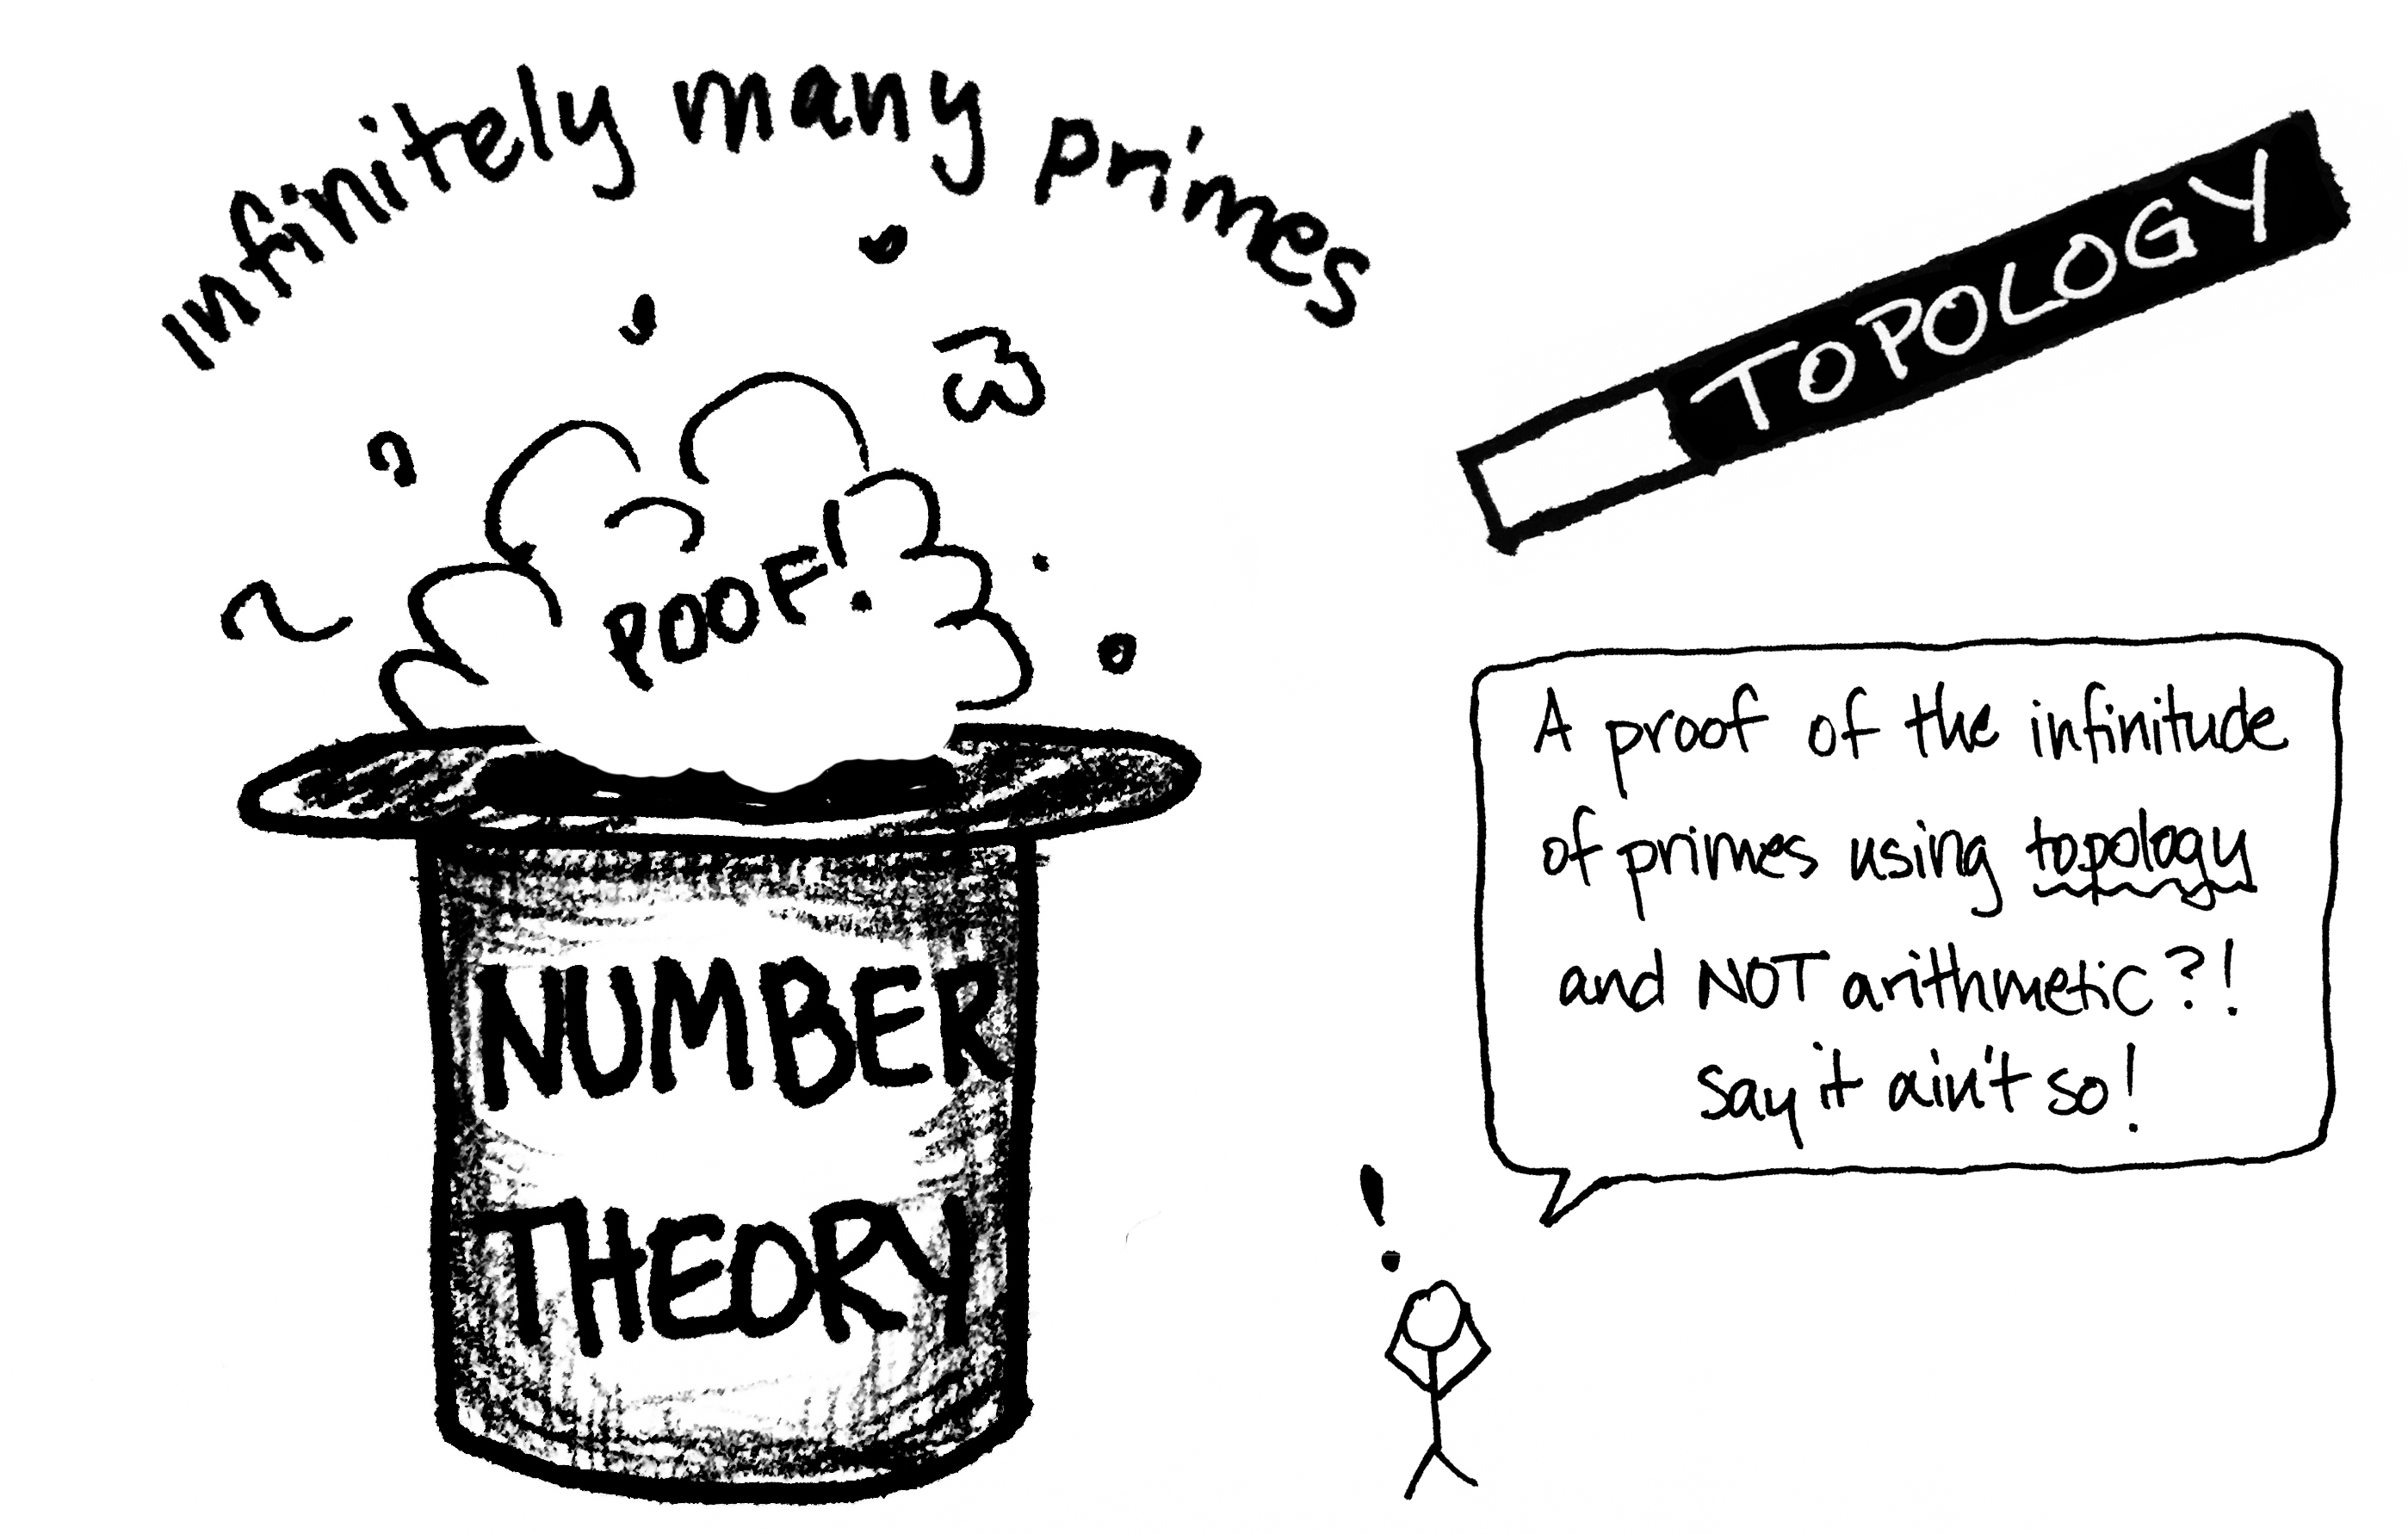 Infinitely many primes
POOF!
NUMBER
THEORY
TOPOLOGY
A proof of the infinitude
of primes using topology
and NOT arithmetic?!
say it ain't so!
!